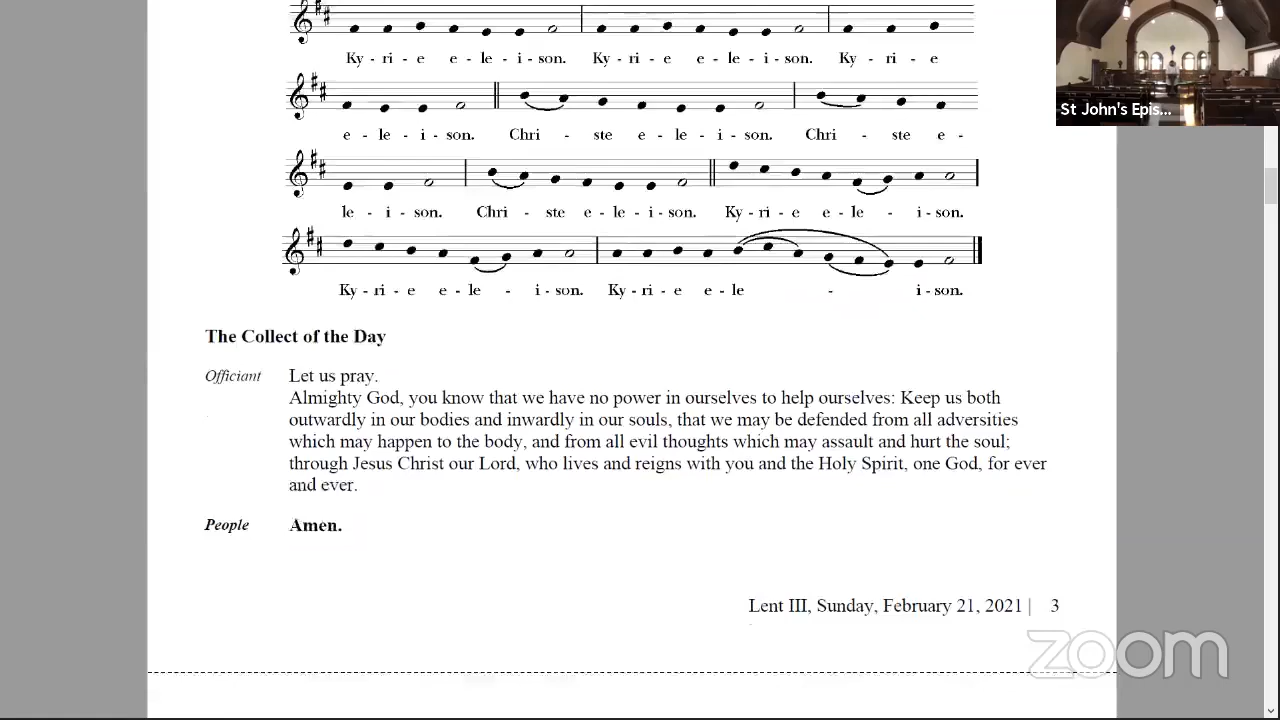 Ky - ri - e e - le - i - son. Ky - ri - e e - le - i - son. Ky - ri - e
St John's Epis...
e - le - i - son. Chri - ste e - le - i - son. Chri - ste e -
le - i - son. Chri - ste e - le - i - son. Ky - ri - e e - le - i - son.
Ky - ri - e e - le - i - son. Ky - ri - e e - le - i - son.
The Collect of the Day
Officiant Let us pray.
Almighty God, you know that we have no power in ourselves to help ourselves: Keep us both
outwardly in our bodies and inwardly in our souls, that we may be defended from all adversities
which may happen to the body, and from all evil thoughts which may assault and hurt the soul;
through Jesus Christ our Lord, who lives and reigns with you and the Holy Spirit, one God, for ever
and ever.
People Amen.
Lent III, Sunday, February 21, 2021 | 3
zoom